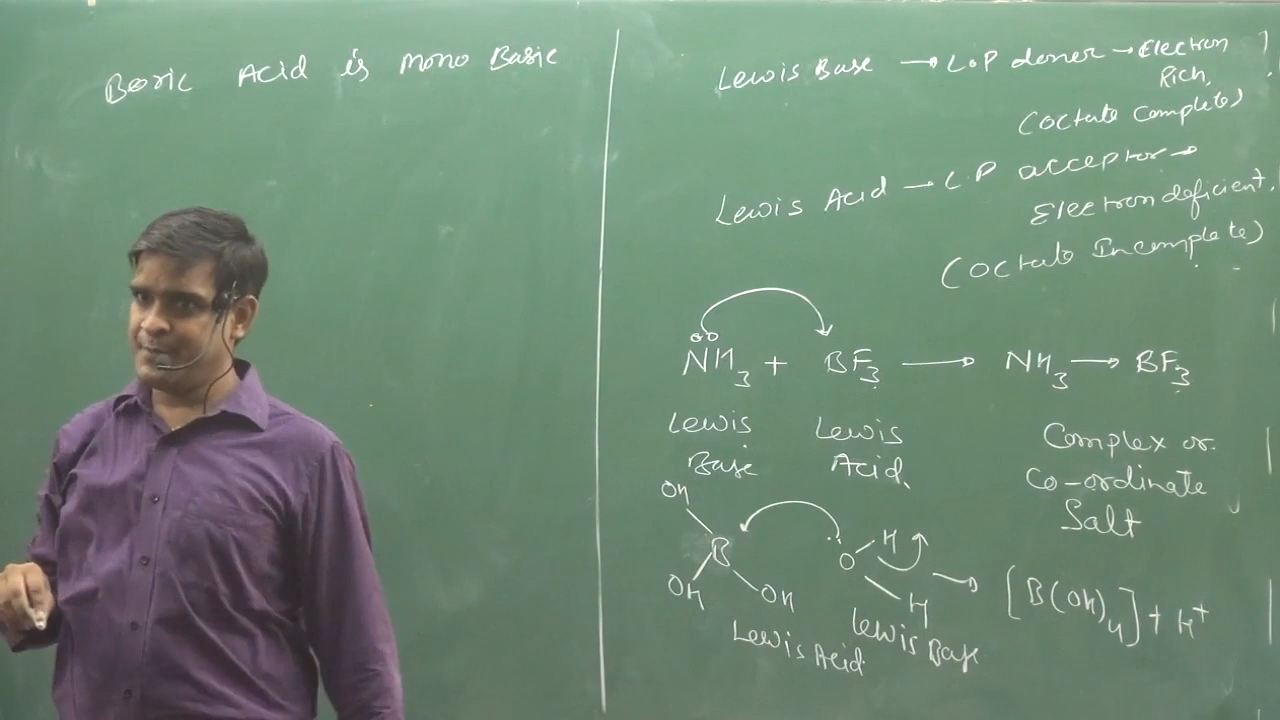 Boric Acid is mono Basic
Lewis Base → L.P doner → Electron
Rich,
(Octate Complete)
Lewis Acid → L.P acceptor →
Electron deficient.
(Octate Incomplete)
NH₃ + BF₃ → NH₃ → BF₃
Lewis Base
Lewis Acid
Complex or
Co-ordinate
Salt
OH
B
OH
OH
O
H
H
→ [B(OH)₄] + H⁺
Lewis Acid
Lewis Base